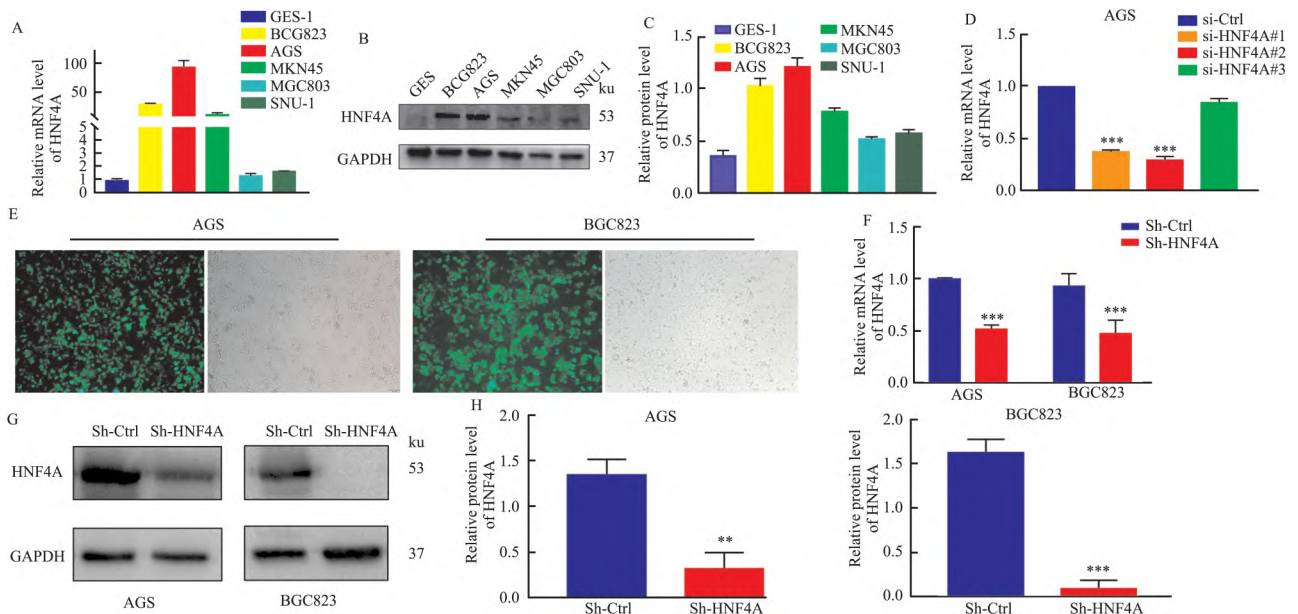 A
GES-1
BCG823
AGS
MKN45
MGC803
SNU-1
Relative mRNA level
of HNF4A
100
50
5
4
3
2
1
0
B
GES
BCG823
AGS
MKN45
MGC803
SNU-1
ku
HNF4A
53
GAPDH
37
C
GES-1
BCG823
AGS
MKN45
MGC803
SNU-1
Relative protein level
of HNF4A
1.5
1.0
0.5
0.0
D
AGS
si-Ctrl
si-HNF4A#1
si-HNF4A#2
si-HNF4A#3
Relative mRNA level
of HNF4A
1.5
1.0
0.5
0.0
***
***
E
AGS
BGC823
F
Sh-Ctrl
Sh-HNF4A
Relative mRNA level
of HNF4A
1.5
1.0
0.5
0.0
***
***
AGS
BGC823
G
Sh-Ctrl Sh-HNF4A
Sh-Ctrl Sh-HNF4A
ku
HNF4A
53
GAPDH
37
AGS
BGC823
H
AGS
Relative protein level
of HNF4A
2.0
1.5
1.0
0.5
0.0
**
Sh-Ctrl
Sh-HNF4A
BGC823
Relative protein level
of HNF4A
2.0
1.5
1.0
0.5
0.0
***
Sh-Ctrl
Sh-HNF4A